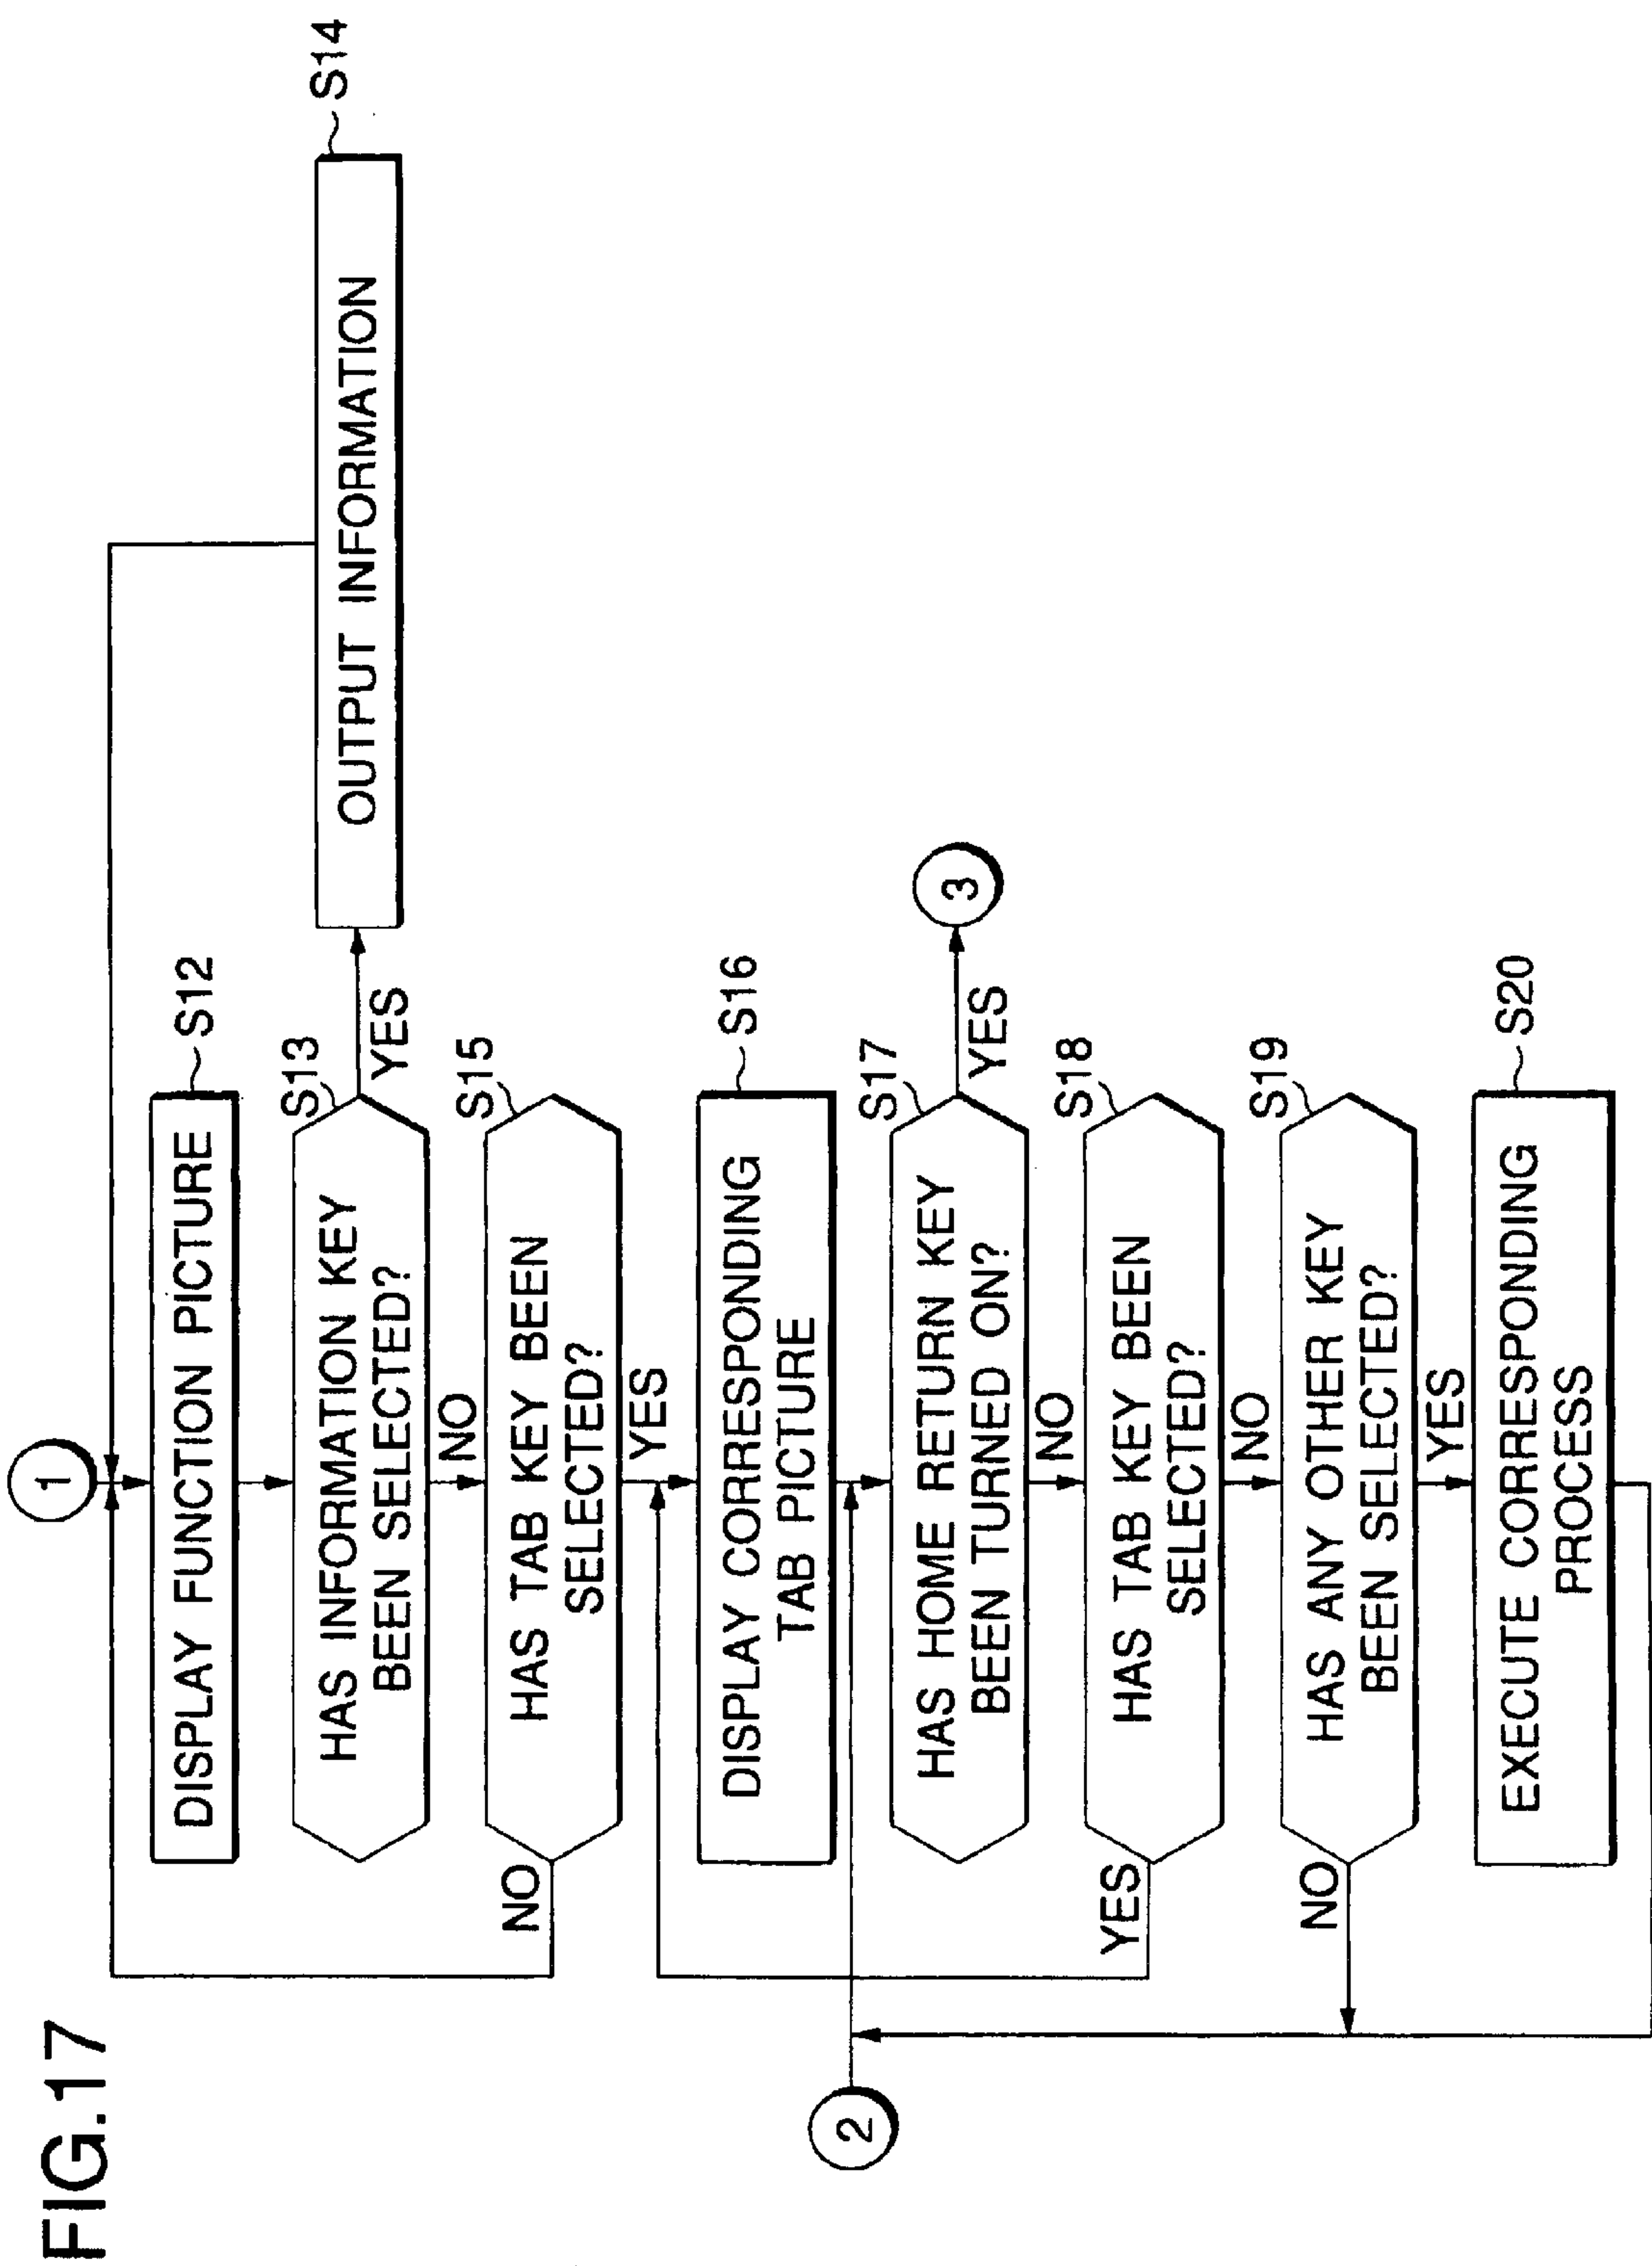 FIG.17
1
DISPLAY FUNCTION PICTURE
S12
HAS INFORMATION KEY
BEEN SELECTED?
S13
YES
OUTPUT INFORMATION
S14
NO
HAS TAB KEY BEEN
SELECTED?
S15
NO
YES
DISPLAY CORRESPONDING
TAB PICTURE
S16
2
HAS HOME RETURN KEY
BEEN TURNED ON?
S17
YES
3
NO
HAS TAB KEY BEEN
SELECTED?
S18
YES
NO
HAS ANY OTHER KEY
BEEN SELECTED?
S19
NO
YES
EXECUTE CORRESPONDING
PROCESS
S20